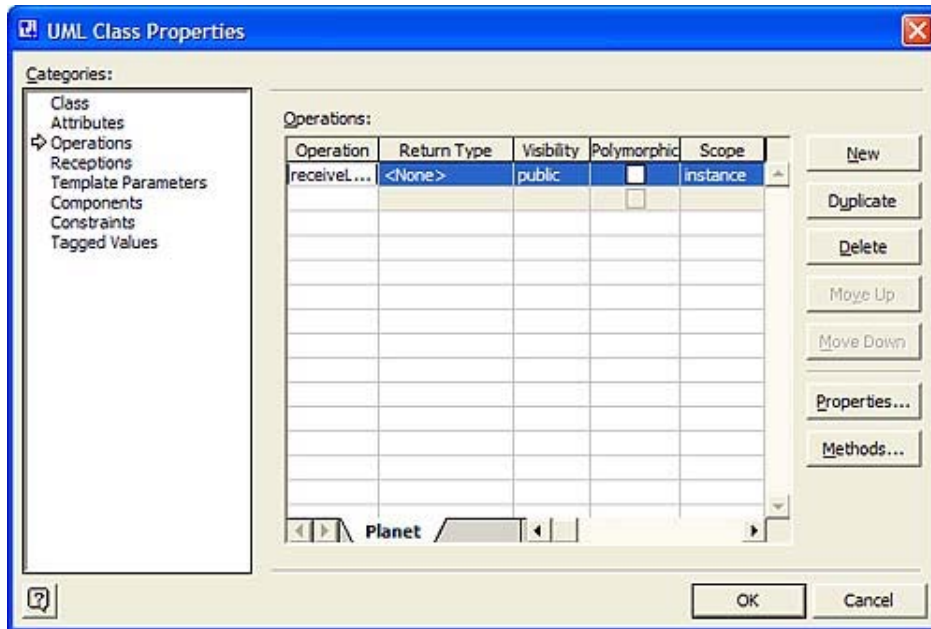 UML Class Properties
Categories:
Class
Attributes
Operations
Receptions
Template Parameters
Components
Constraints
Tagged Values
Operations:
Operation Return Type Visibility Polymorphic Scope
receiveL... <None> public instance
Planet
New
Duplicate
Delete
Move Up
Move Down
Properties...
Methods...
OK Cancel